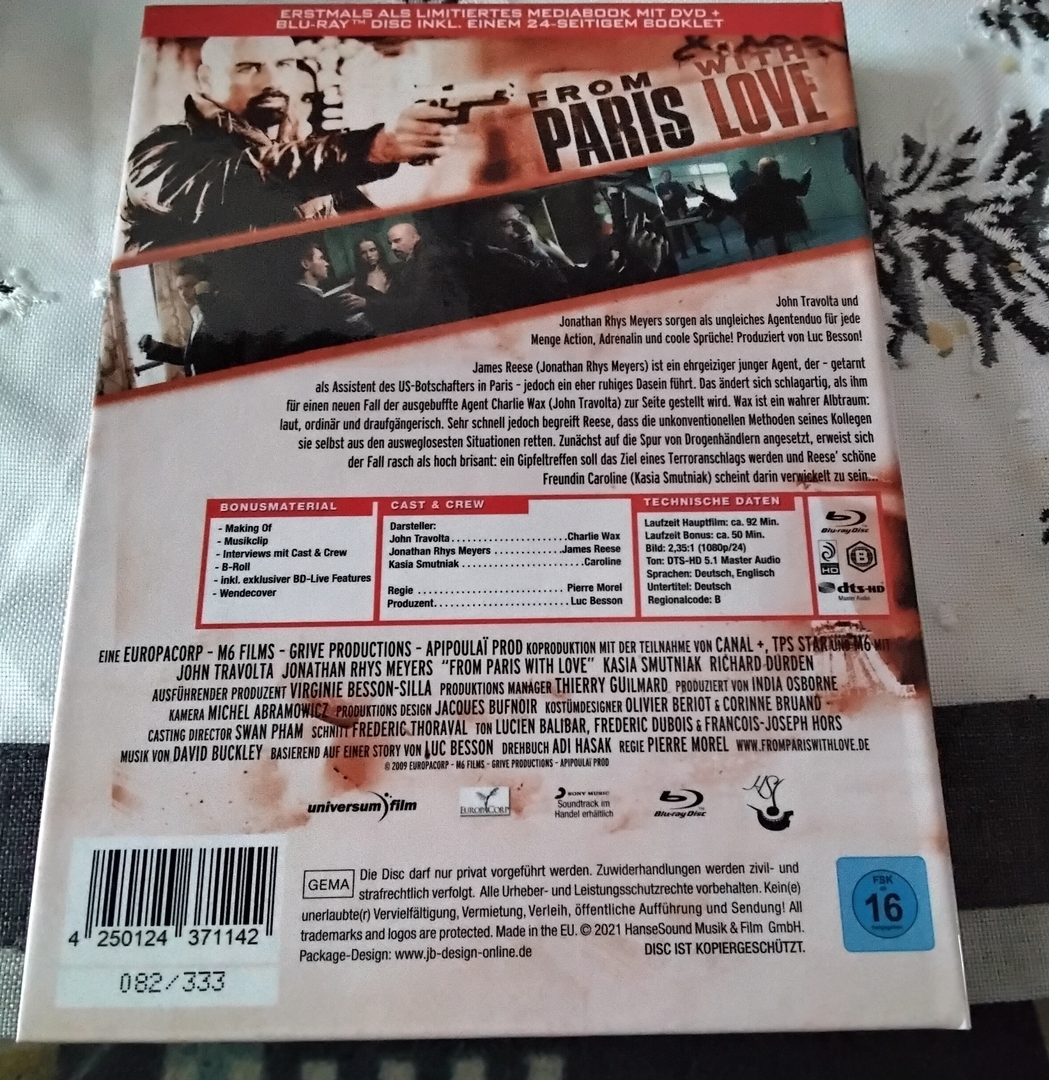 ERSTMALS ALS LIMITIERTES MEDIABOOK MIT DVD +
BLU-RAY™ DISC INKL. EINEM 24-SEITIGEM BOOKLET
FROM
PARIS
WITH
LOVE
John Travolta und
Jonathan Rhys Meyers sorgen als ungleiches Agentenduo für jede
Menge Action, Adrenalin und coole Sprüche! Produziert von Luc Besson!
James Reese (Jonathan Rhys Meyers) ist ein ehrgeiziger junger Agent, der - getarnt
als Assistent des US-Botschafters in Paris - jedoch ein eher ruhiges Dasein führt. Das ändert sich schlagartig, als ihm
für einen neuen Fall der ausgebuffte Agent Charlie Wax (John Travolta) zur Seite gestellt wird. Wax ist ein wahrer Albtraum:
laut, ordinär und draufgängerisch. Sehr schnell jedoch begreift Reese, dass die unkonventionellen Methoden seines Kollegen
sie selbst aus den ausweglosesten Situationen retten. Zunächst auf die Spur von Drogenhändlern angesetzt, erweist sich
der Fall rasch als hoch brisant: ein Gipfeltreffen soll das Ziel eines Terroranschlags werden und Reese' schöne
Freundin Caroline (Kasia Smutniak) scheint darin verwickelt zu sein...
BONUSMATERIAL
- Making Of
- Musikclip
- Interviews mit Cast & Crew
- B-Roll
- inkl. exklusiver BD-Live Features
- Wendecover
CAST & CREW
Darsteller:
John Travolta.......................Charlie Wax
Jonathan Rhys Meyers .............James Reese
Kasia Smutniak ............................Caroline
Regie ............................. Pierre Morel
Produzent......................... Luc Besson
TECHNISCHE DATEN
Laufzeit Hauptfilm: ca. 92 Min.
Laufzeit Bonus: ca. 50 Min.
Bild: 2,35:1 (1080p/24)
Ton: DTS-HD 5.1 Master Audio
Sprachen: Deutsch, Englisch
Untertitel: Deutsch
Regionalcode: B
Blu-ray Disc
HD
B
dts-HD
Master Audio
EINE EUROPACORP - M6 FILMS - GRIVE PRODUCTIONS - APIPOULAÏ PROD KOPRODUKTION MIT DER TEILNAHME VON CANAL +, TPS STAR UND M6 MIT
JOHN TRAVOLTA JONATHAN RHYS MEYERS "FROM PARIS WITH LOVE" KASIA SMUTNIAK RICHARD DURDEN
AUSFÜHRENDER PRODUZENT VIRGINIE BESSON-SILLA PRODUKTIONS MANAGER THIERRY GUILMARD PRODUZIERT VON INDIA OSBORNE
KAMERA MICHEL ABRAMOWICZ PRODUKTIONS DESIGN JACQUES BUFNOIR KOSTÜMDESIGNER OLIVIER BERIOT & CORINNE BRUAND
CASTING DIRECTOR SWAN PHAM SCHNITT FREDERIC THORAVAL TON LUCIEN BALIBAR, FREDERIC DUBOIS & FRANCOIS-JOSEPH HORS
MUSIK VON DAVID BUCKLEY BASIEREND AUF EINER STORY VON LUC BESSON DREHBUCH ADI HASAK REGIE PIERRE MOREL WWW.FROMPARISWITHLOVE.DE
© 2009 EUROPACORP - M6 FILMS - GRIVE PRODUCTIONS - APIPOULAÏ PROD
universum film
EUROPACORP
SONY MUSIC
Soundtrack im
Handel erhältlich
Blu-ray Disc
GEMA
Die Disc darf nur privat vorgeführt werden. Zuwiderhandlungen werden zivil- und
strafrechtlich verfolgt. Alle Urheber- und Leistungsschutzrechte vorbehalten. Kein(e)
unerlaubte(r) Vervielfältigung, Vermietung, Verleih, öffentliche Aufführung und Sendung! All
trademarks and logos are protected. Made in the EU. © 2021 HanseSound Musik & Film GmbH.
Package-Design: www.jb-design-online.de DISC IST KOPIERGESCHÜTZT.
FSK
ab
16
freigegeben
4 250124 371142
082/333